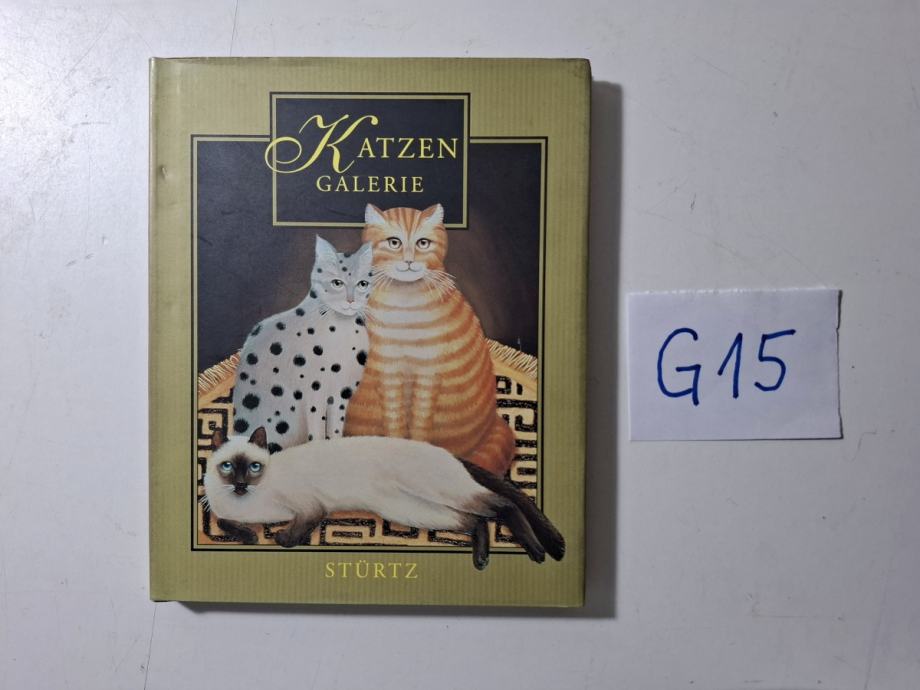 KATZEN
GALERIE
STÜRTZ
G15